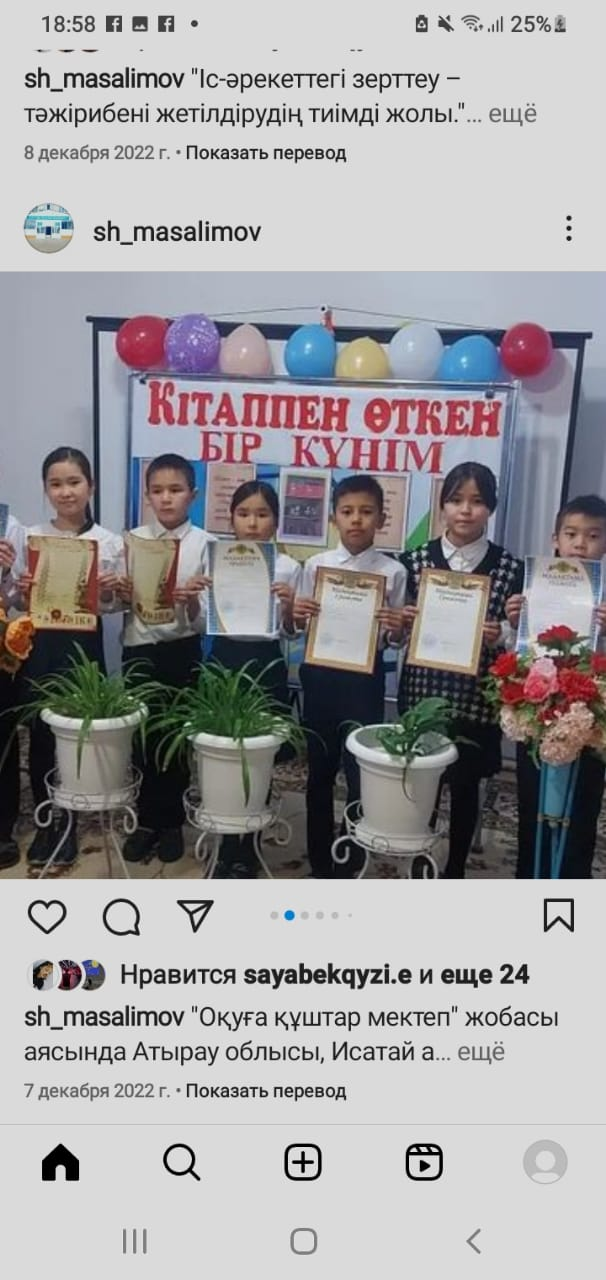 18:58
25%
sh_masalimov "Іс-әрекеттегі зерттеу –
тәжірибені жетілдірудің тиімді жолы."... ещё
8 декабря 2022 г. • Показать перевод
sh_masalimov
КІТАППЕН ӨТКЕН
БІР КҮНІМ
Нравится sayabekqyzi.e и еще 24
sh_masalimov "Оқуға құштар мектеп" жобасы
аясында Атырау облысы, Исатай а... ещё
7 декабря 2022 г. • Показать перевод